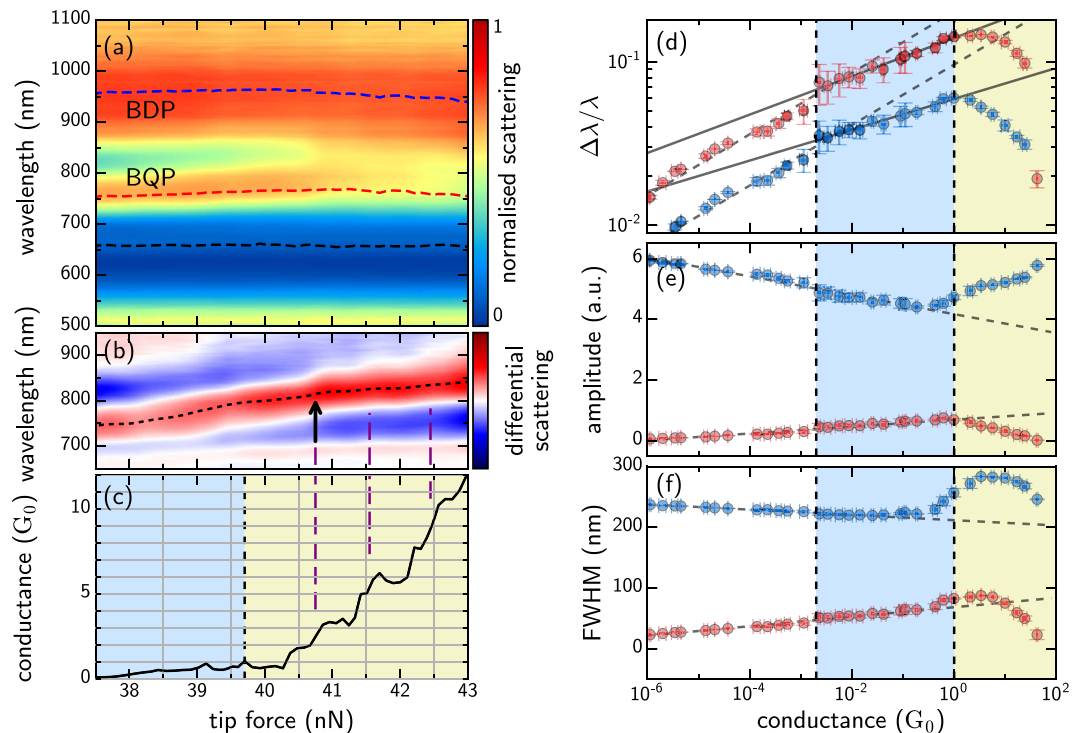 (a)
BDP
BQP
1100
1000
900
800
700
600
500
wavelength (nm)
1
0
normalised scattering
(b)
900
800
700
wavelength (nm)
differential
scattering
(c)
10
5
0
conductance (G₀)
38
39
40
41
42
43
tip force (nN)
(d)
10⁻¹
10⁻²
Δλ/λ
(e)
6
4
2
0
amplitude (a.u.)
(f)
300
200
100
0
FWHM (nm)
10⁻⁶
10⁻⁴
10⁻²
10⁰
10²
conductance (G₀)